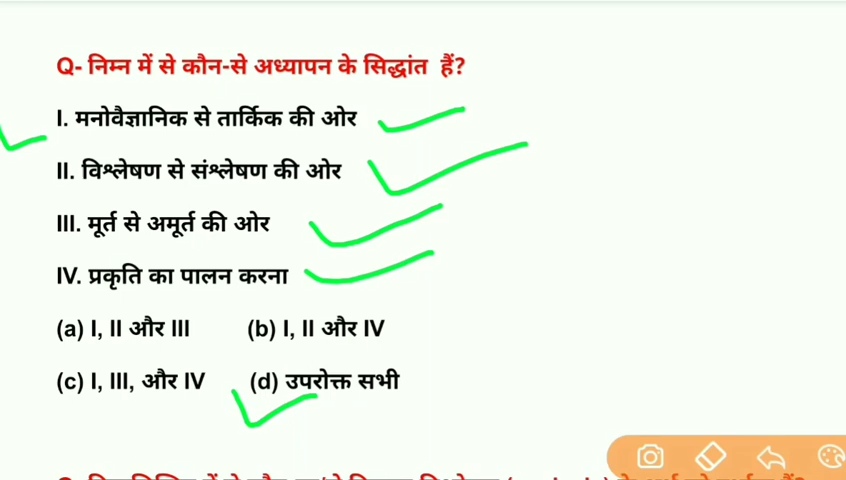 Q- निम्न में से कौन-से अध्यापन के सिद्धांत हैं?
I. मनोवैज्ञानिक से तार्किक की ओर
II. विश्लेषण से संश्लेषण की ओर
III. मूर्त से अमूर्त की ओर
IV. प्रकृति का पालन करना
(a) I, II और III (b) I, II और IV
(c) I, III, और IV (d) उपरोक्त सभी